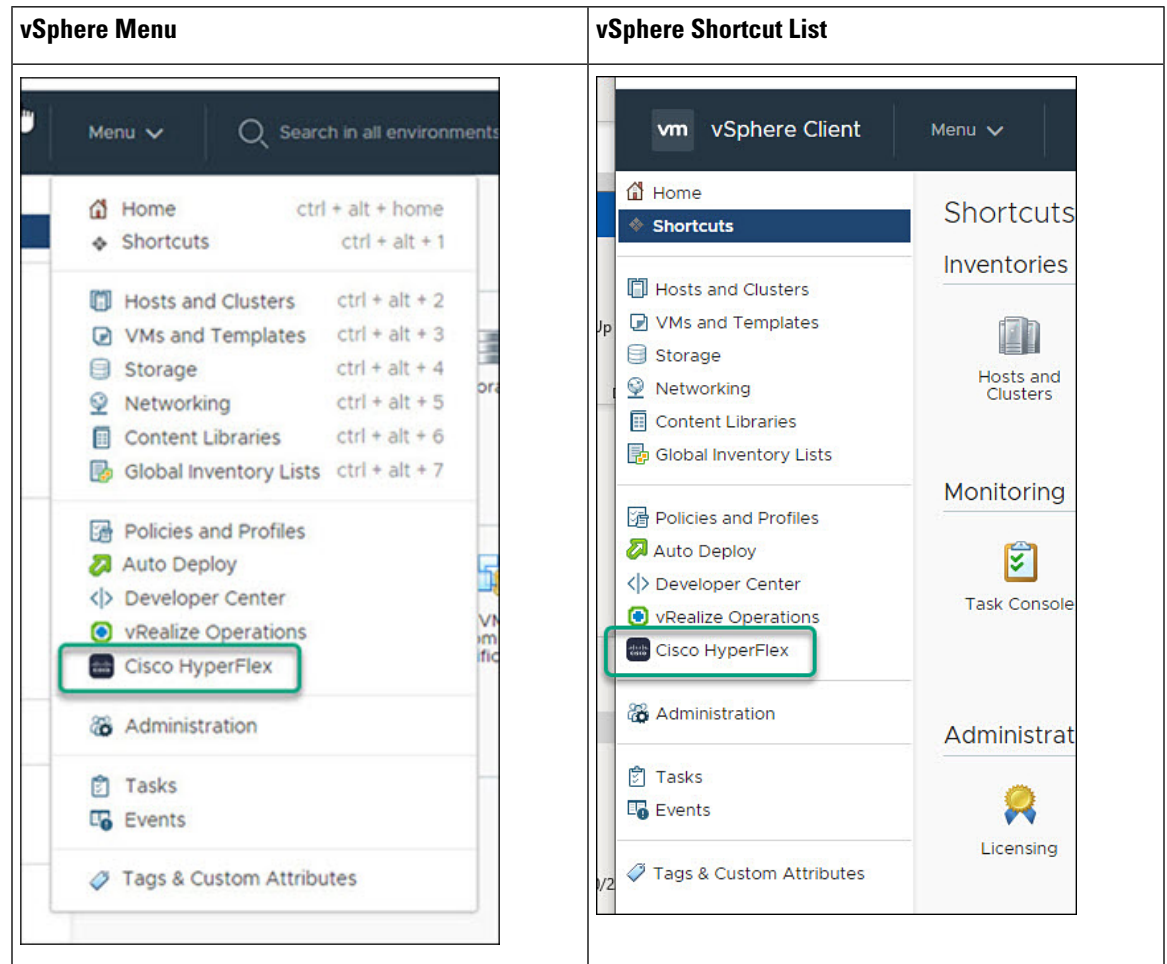 vSphere Menu
vSphere Shortcut List
Menu
Search in all environments
Home ctrl + alt + home
Shortcuts ctrl + alt + 1
Hosts and Clusters ctrl + alt + 2
VMs and Templates ctrl + alt + 3
Storage ctrl + alt + 4
Networking ctrl + alt + 5
Content Libraries ctrl + alt + 6
Global Inventory Lists ctrl + alt + 7
Policies and Profiles
Auto Deploy
Developer Center
vRealize Operations
Cisco HyperFlex
Administration
Tasks
Events
Tags & Custom Attributes
vm vSphere Client
Menu
Home
Shortcuts
Hosts and Clusters
VMs and Templates
Storage
Networking
Content Libraries
Global Inventory Lists
Policies and Profiles
Auto Deploy
Developer Center
vRealize Operations
Cisco HyperFlex
Administration
Tasks
Events
Tags & Custom Attributes
Shortcuts
Inventories
Hosts and
Clusters
Monitoring
Task Console
Administrat
Licensing